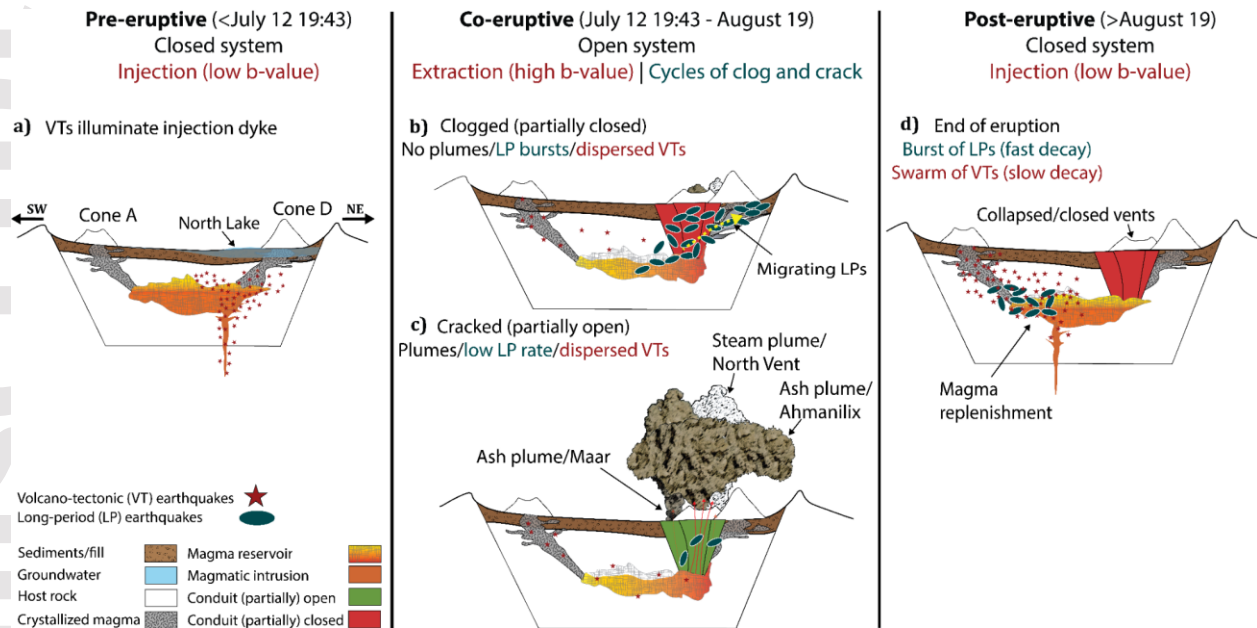 Pre-eruptive (<July 12 19:43)
Closed system
Injection (low b-value)
a) VTs illuminate injection dyke
SW
Cone A
North Lake
Cone D
NE
Co-eruptive (July 12 19:43 - August 19)
Open system
Extraction (high b-value) | Cycles of clog and crack
b) Clogged (partially closed)
No plumes/LP bursts/dispersed VTs
Migrating LPs
c) Cracked (partially open)
Plumes/low LP rate/dispersed VTs
Steam plume/
North Vent
Ash plume/
Ahmanilix
Ash plume/Maar
Post-eruptive (>August 19)
Closed system
Injection (low b-value)
d) End of eruption
Burst of LPs (fast decay)
Swarm of VTs (slow decay)
Collapsed/closed vents
Magma
replenishment
Volcano-tectonic (VT) earthquakes
Long-period (LP) earthquakes
Sediments/fill
Magma reservoir
Groundwater
Magmatic intrusion
Host rock
Conduit (partially) open
Crystallized magma
Conduit (partially) closed